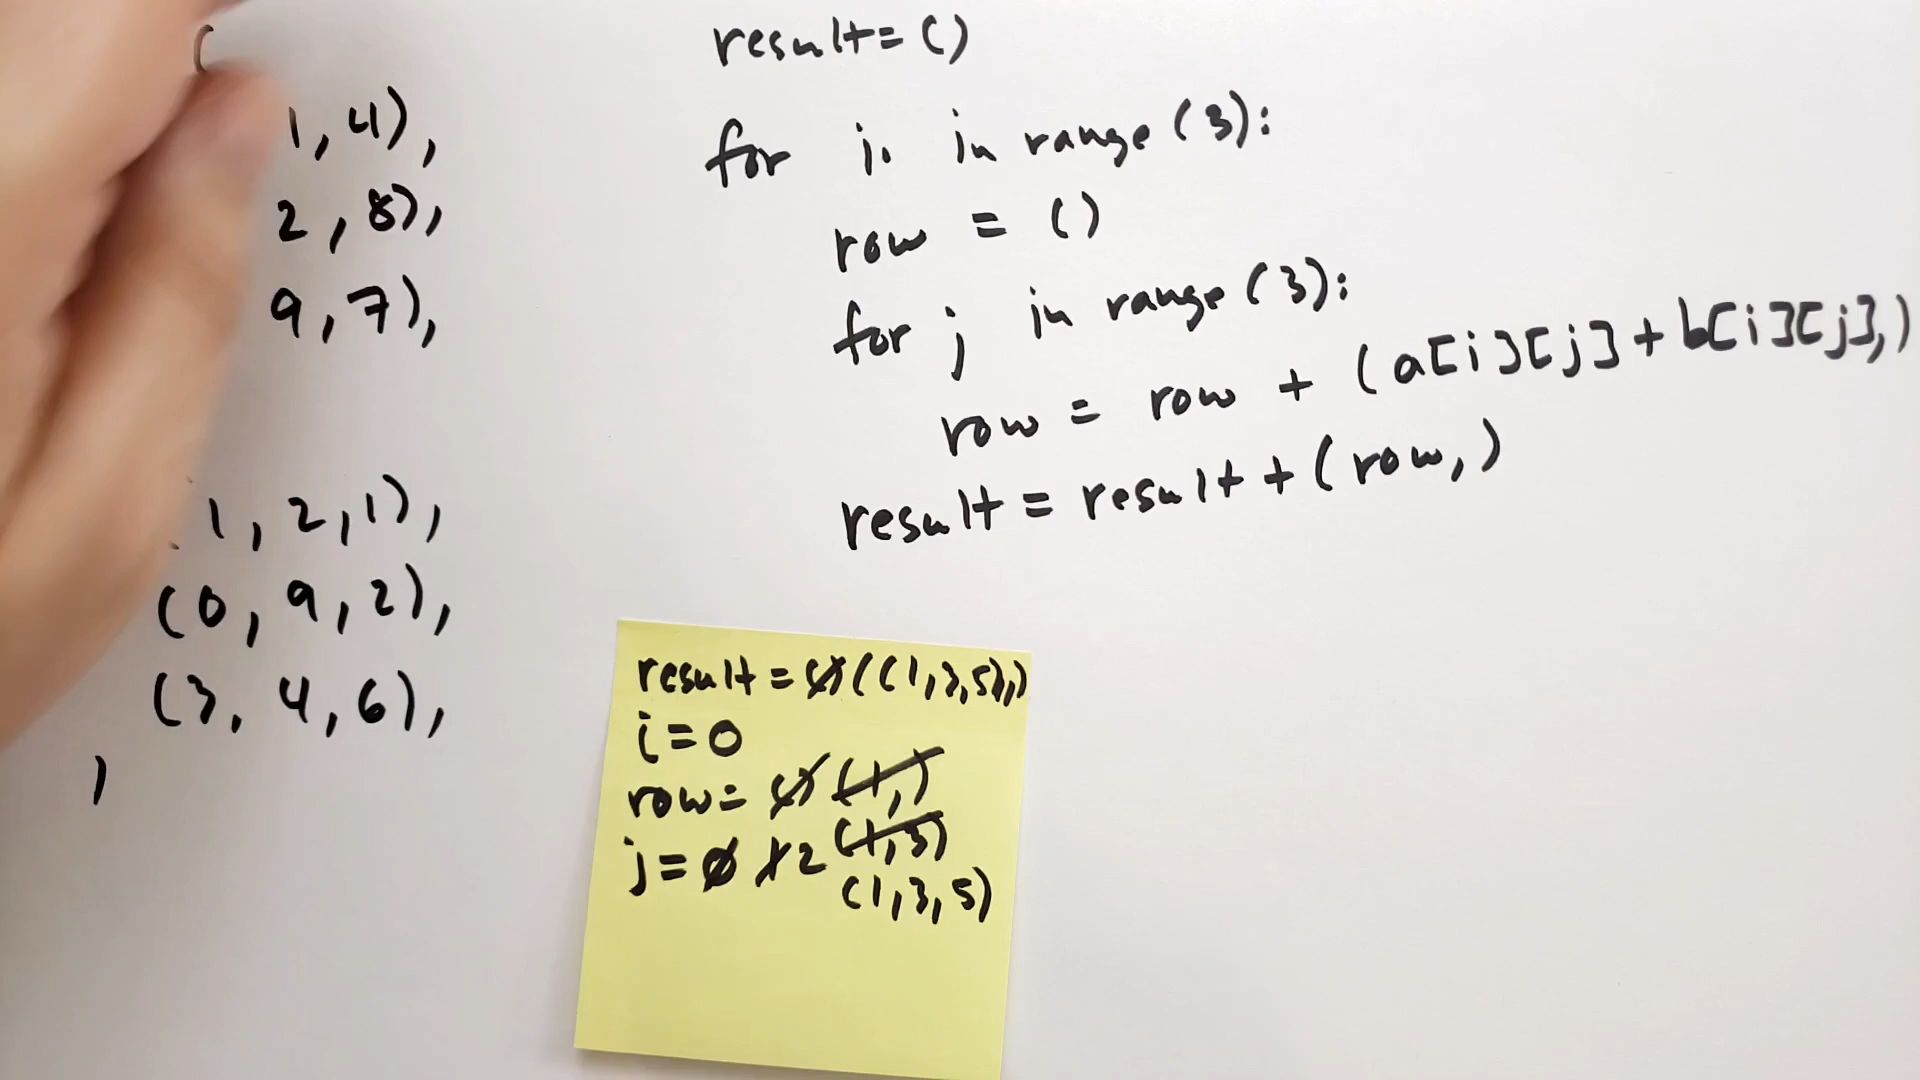 (
1, 4),
2, 8),
9, 7),
1, 2, 1),
(0, 9, 2),
(3, 4, 6),
)
result = ()
for i in range (3):
row = ()
for j in range (3):
row = row + (a[i][j] + b[i][j],)
result = result + (row, )
result = () ((1,3,5),)
i = 0
row = () (1,)
(1,3)
j = 0 1 2
(1,3,5)